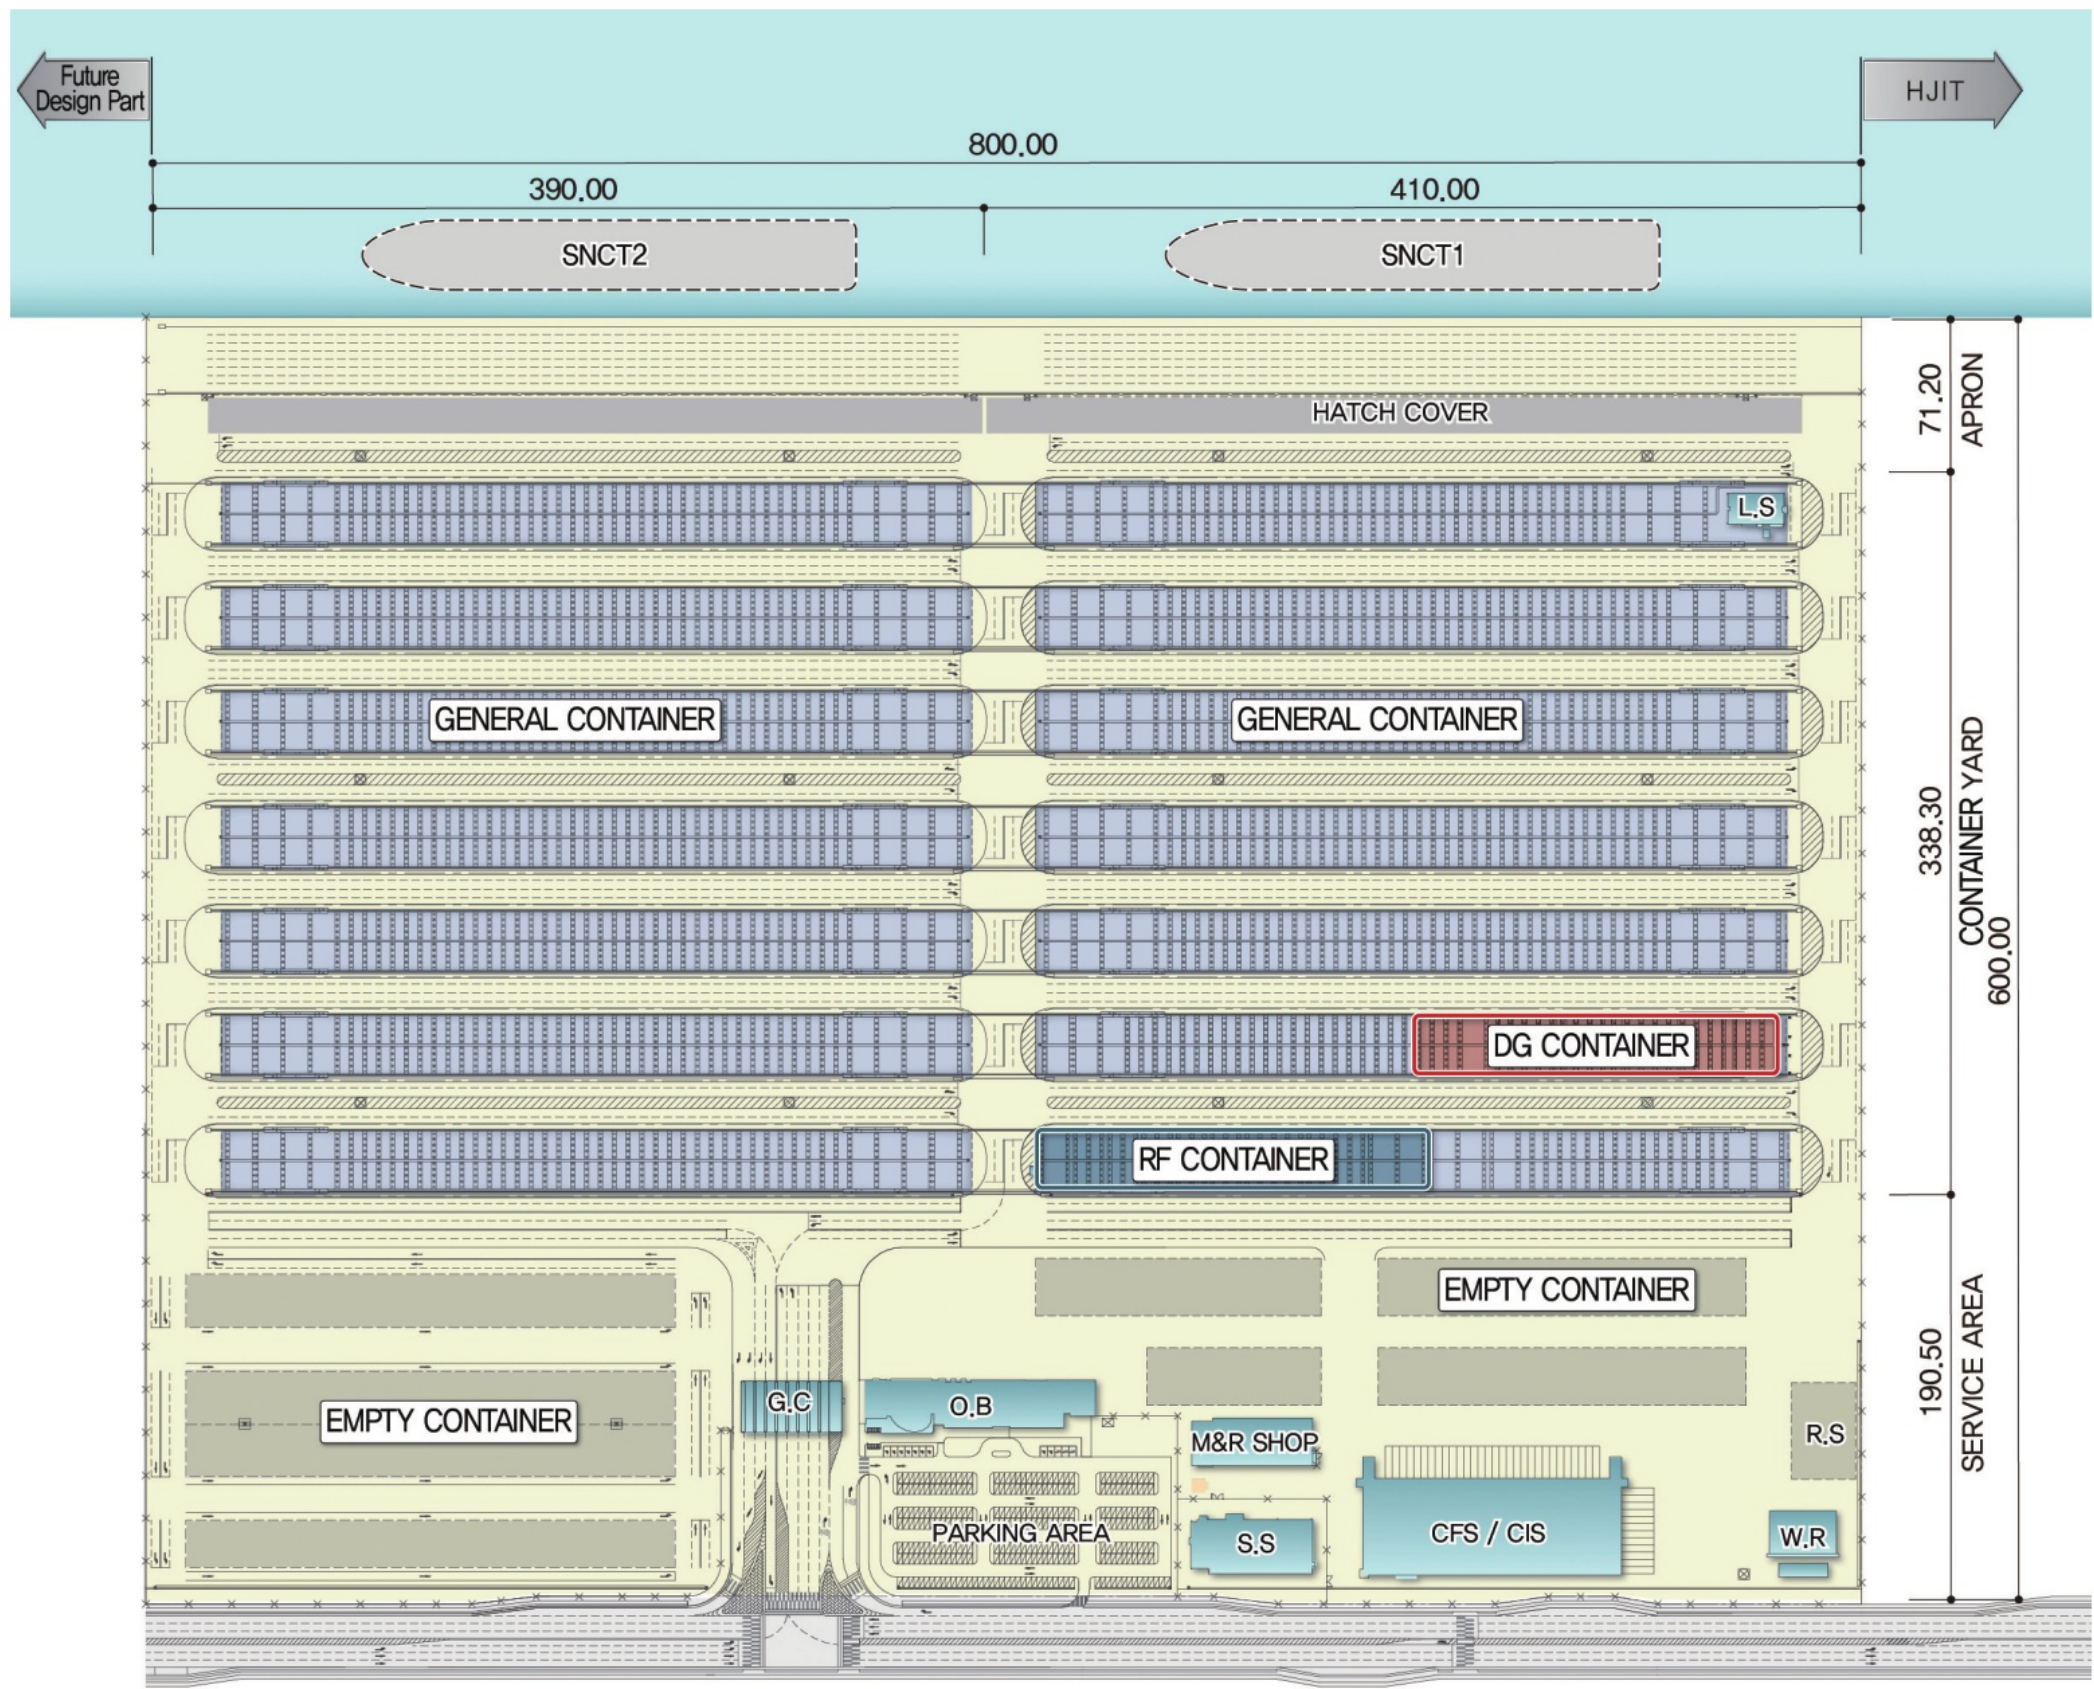 Future
Design Part
HJIT
800.00
390.00
410.00
SNCT2
SNCT1
HATCH COVER
71.20
APRON
L.S
GENERAL CONTAINER
GENERAL CONTAINER
338.30
CONTAINER YARD
600.00
DG CONTAINER
RF CONTAINER
EMPTY CONTAINER
190.50
SERVICE AREA
EMPTY CONTAINER
G.C
O.B
M&R SHOP
R.S
PARKING AREA
S.S
CFS / CIS
W.R